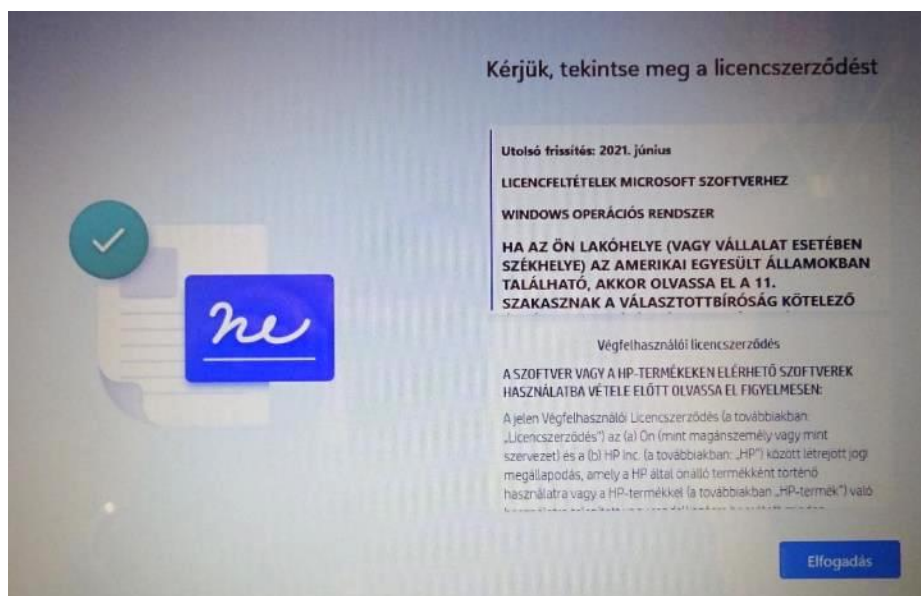 Kérjük, tekintse meg a licencszerződést
Utolsó frissítés: 2021. június
LICENCFELTÉTELEK MICROSOFT SZOFTVERHEZ
WINDOWS OPERÁCIÓS RENDSZER
HA AZ ÖN LAKÓHELYE (VAGY VÁLLALAT ESETÉBEN
SZÉKHELYE) AZ AMERIKAI EGYESÜLT ÁLLAMOKBAN
TALÁLHATÓ, AKKOR OLVASSA EL A 11.
SZAKASZNAK A VÁLASZTOTTBÍRÓSÁG KÖTELEZŐ
Végfelhasználói licencszerződés
A SZOFTVER VAGY A HP-TERMÉKEKEN ELÉRHETŐ SZOFTVEREK
HASZNÁLATBA VÉTELE ELŐTT OLVASSA EL FIGYELMESEN:
A jelen Végfelhasználói Licencszerződés (a továbbiakban:
„Licencszerződés") az (a) Ön (mint magánszemély vagy mint
szervezet) és a (b) HP Inc. (a továbbiakban: „HP") között létrejött jogi
megállapodás, amely a HP által önálló termékként történő
használatra vagy a HP-termékkel (a továbbiakban „HP-termék") való
Elfogadás